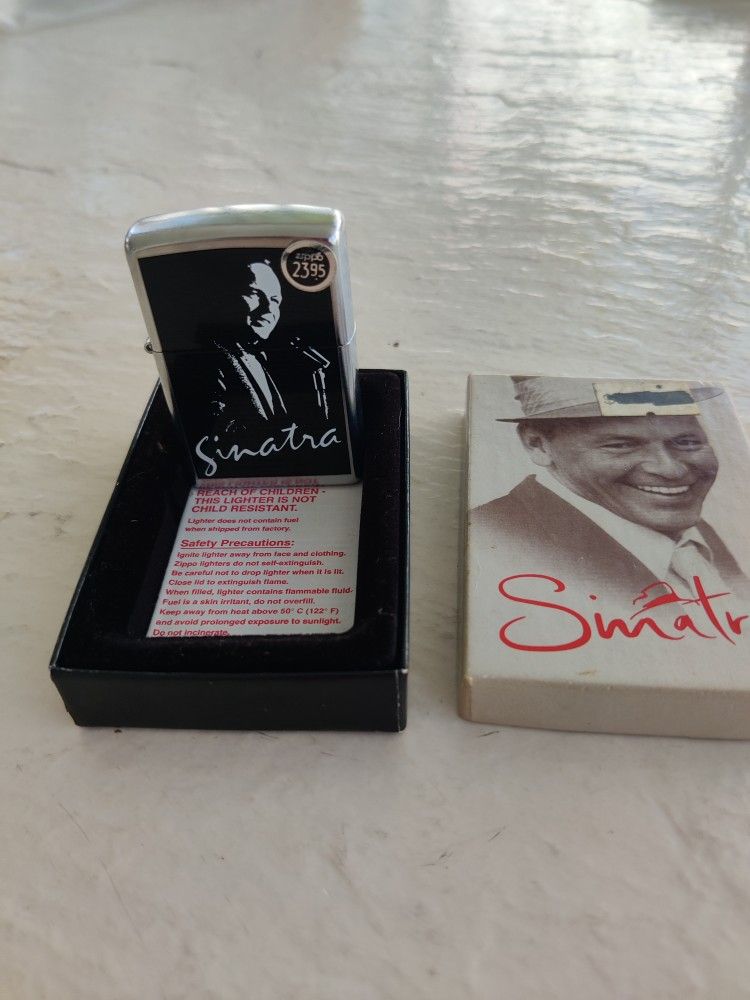 zippo
23.95
Sinatra
REACH OF CHILDREN -
THIS LIGHTER IS NOT
CHILD RESISTANT.
Lighter does not contain fuel
when shipped from factory.
Safety Precautions:
Ignite lighter away from face and clothing.
Zippo lighters do not self-extinguish.
Be careful not to drop lighter when it is lit.
Close lid to extinguish flame.
When filled, lighter contains flammable fluid.
Fuel is a skin irritant, do not overfill.
Keep away from heat above 50° C (122° F)
and avoid prolonged exposure to sunlight.
Do not incinerate.
Sinatr